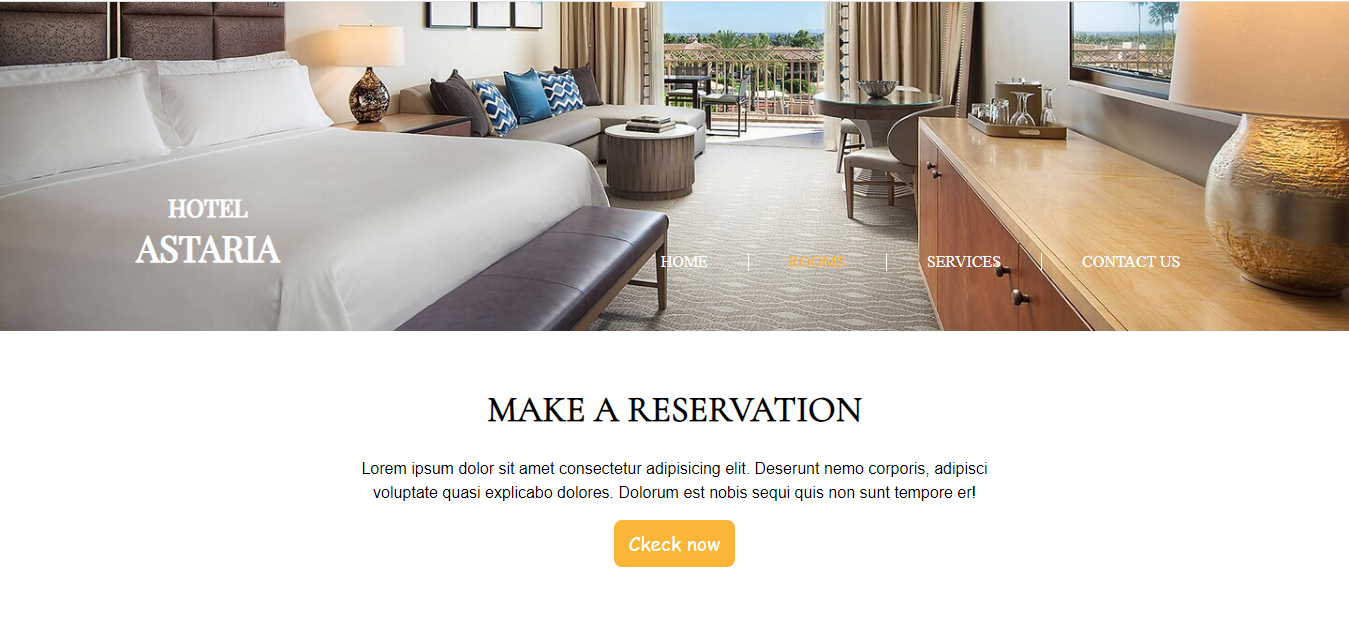 HOTEL
ASTARIA
HOME
ROOMS
SERVICES
CONTACT US
MAKE A RESERVATION
Lorem ipsum dolor sit amet consectetur adipisicing elit. Deserunt nemo corporis, adipisci
voluptate quasi explicabo dolores. Dolorum est nobis sequi quis non sunt tempore er!
Ckeck now